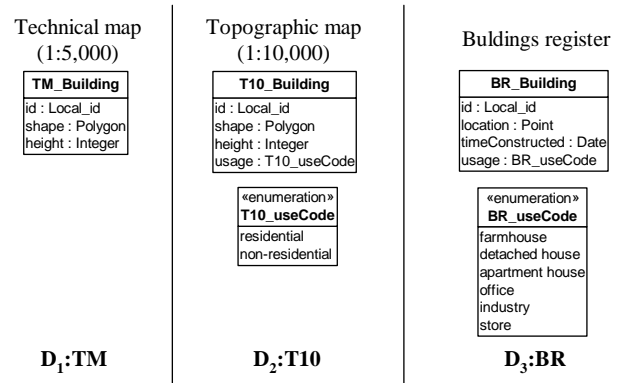 Technical map
(1:5,000)
TM_Building
id : Local_id
shape : Polygon
height : Integer
D1:TM
Topographic map
(1:10,000)
T10_Building
id : Local_id
shape : Polygon
height : Integer
usage : T10_useCode
«enumeration»
T10_useCode
residential
non-residential
D2:T10
Buldings register
BR_Building
id : Local_id
location : Point
timeConstructed : Date
usage : BR_useCode
«enumeration»
BR_useCode
farmhouse
detached house
apartment house
office
industry
store
D3:BR